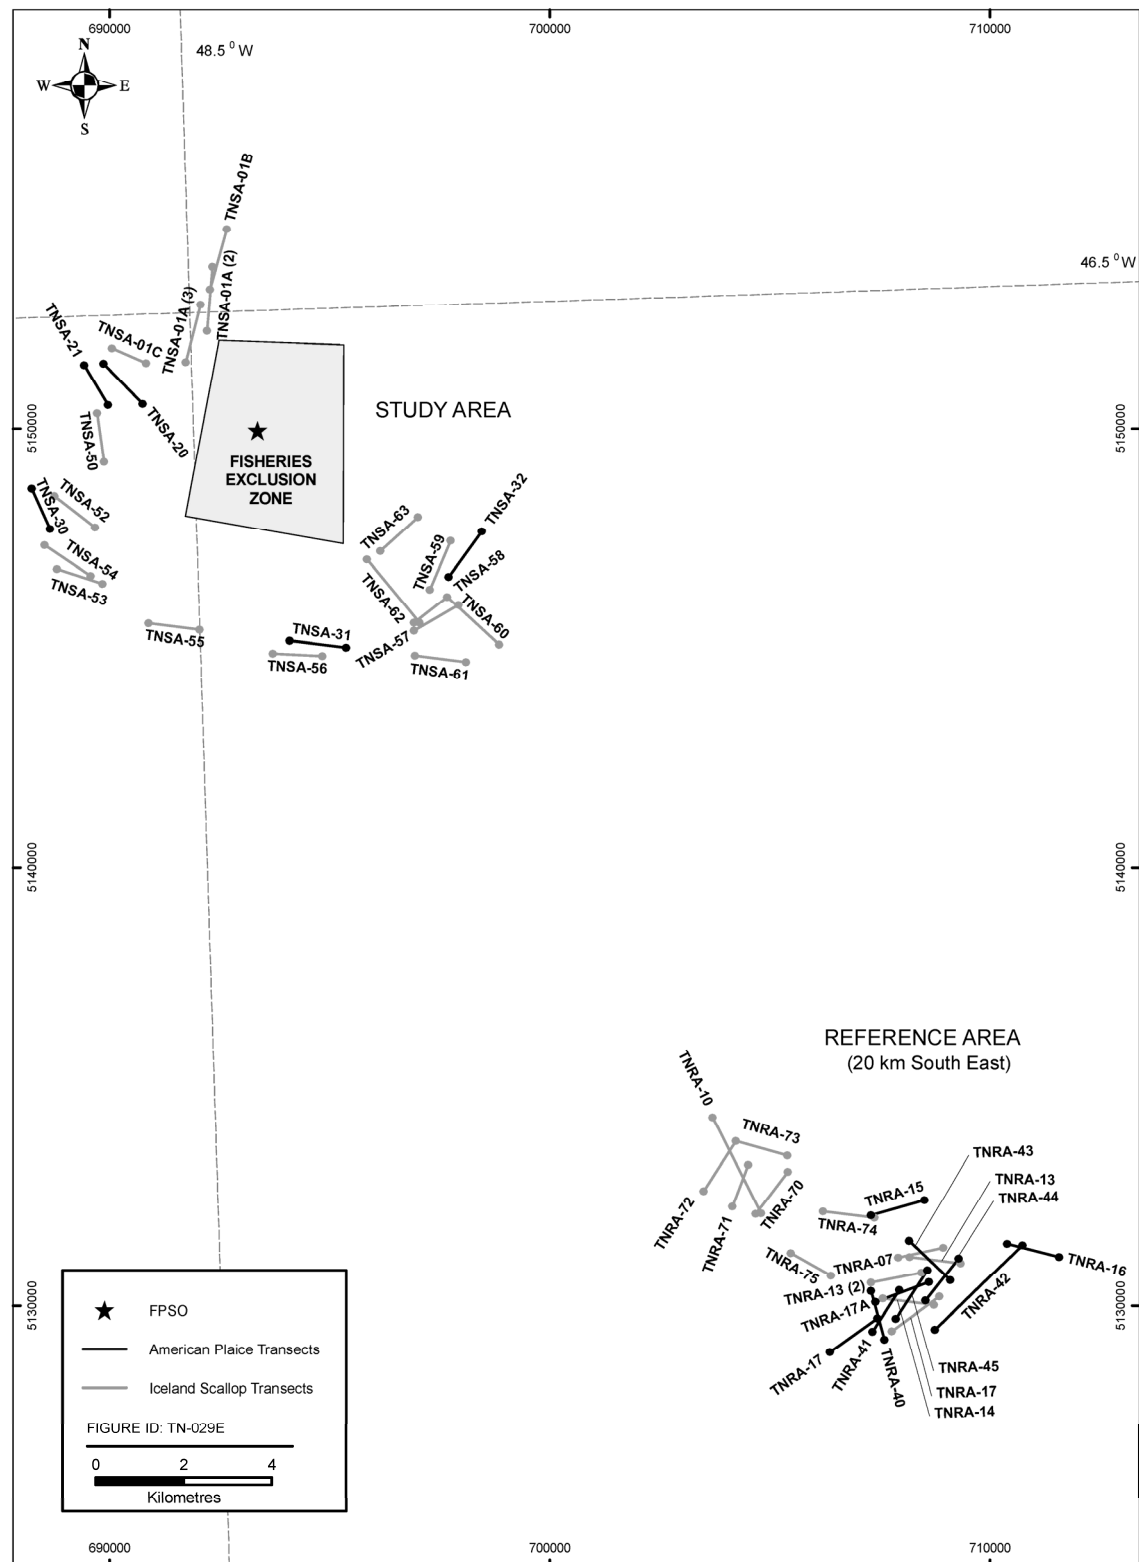 690000
700000
710000
N
W
E
S
48.5 0 W
46.5 0 W
TNSA-01B
TNSA-01A (2)
TNSA-01A (3)
TNSA-01C
TNSA-21
TNSA-20
TNSA-50
5150000
5150000
STUDY AREA
FISHERIES
EXCLUSION
ZONE
TNSA-30
TNSA-52
TNSA-54
TNSA-53
TNSA-55
TNSA-31
TNSA-56
TNSA-63
TNSA-59
TNSA-32
TNSA-58
TNSA-62
TNSA-57
TNSA-60
TNSA-61
5140000
5140000
REFERENCE AREA
(20 km South East)
TNRA-10
TNRA-73
TNRA-72
TNRA-71
TNRA-70
TNRA-43
TNRA-13
TNRA-44
TNRA-15
TNRA-74
TNRA-75
TNRA-07
TNRA-13 (2)
TNRA-17A
TNRA-16
TNRA-42
TNRA-17
TNRA-41
TNRA-40
TNRA-45
TNRA-17
TNRA-14
5130000
5130000
FPSO
American Plaice Transects
Iceland Scallop Transects
FIGURE ID: TN-029E
0 2 4
Kilometres
690000
700000
710000